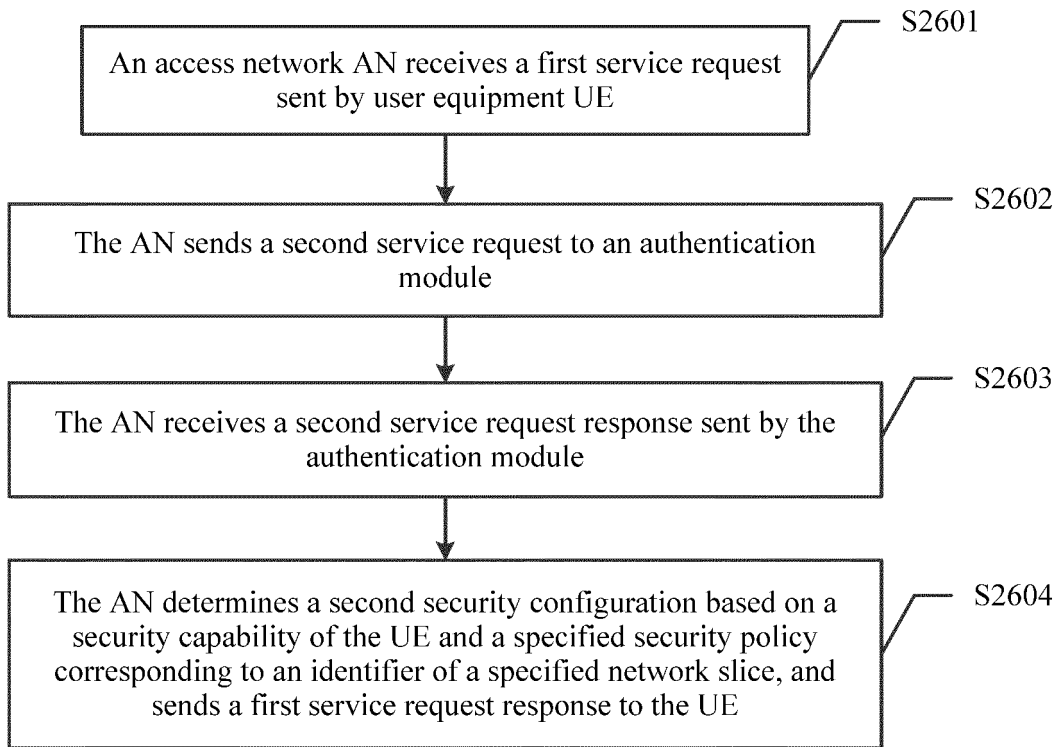 S2601
An access network AN receives a first service request
sent by user equipment UE
S2602
The AN sends a second service request to an authentication
module
S2603
The AN receives a second service request response sent by the
authentication module
S2604
The AN determines a second security configuration based on a
security capability of the UE and a specified security policy
corresponding to an identifier of a specified network slice, and
sends a first service request response to the UE